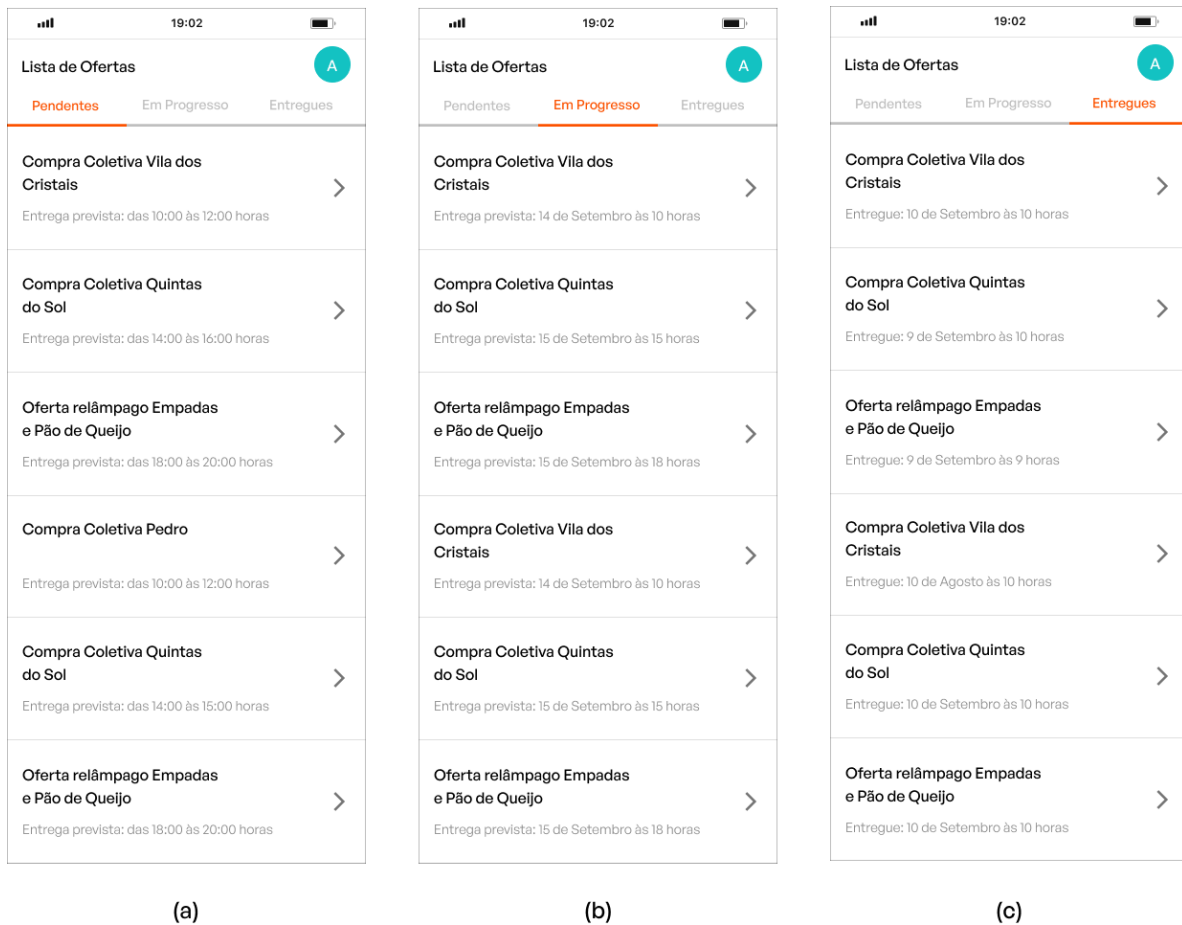 19:02
Lista de Ofertas
A
Pendentes Em Progresso Entregues
Compra Coletiva Vila dos
Cristais
Entrega prevista: das 10:00 às 12:00 horas
Compra Coletiva Quintas
do Sol
Entrega prevista: das 14:00 às 16:00 horas
Oferta relâmpago Empadas
e Pão de Queijo
Entrega prevista: das 18:00 às 20:00 horas
Compra Coletiva Pedro
Entrega prevista: das 10:00 às 12:00 horas
Compra Coletiva Quintas
do Sol
Entrega prevista: das 14:00 às 15:00 horas
Oferta relâmpago Empadas
e Pão de Queijo
Entrega prevista: das 18:00 às 20:00 horas
(a)
19:02
Lista de Ofertas
A
Pendentes Em Progresso Entregues
Compra Coletiva Vila dos
Cristais
Entrega prevista: 14 de Setembro às 10 horas
Compra Coletiva Quintas
do Sol
Entrega prevista: 15 de Setembro às 15 horas
Oferta relâmpago Empadas
e Pão de Queijo
Entrega prevista: 15 de Setembro às 18 horas
Compra Coletiva Vila dos
Cristais
Entrega prevista: 14 de Setembro às 10 horas
Compra Coletiva Quintas
do Sol
Entrega prevista: 15 de Setembro às 15 horas
Oferta relâmpago Empadas
e Pão de Queijo
Entrega prevista: 15 de Setembro às 18 horas
(b)
19:02
Lista de Ofertas
A
Pendentes Em Progresso Entregues
Compra Coletiva Vila dos
Cristais
Entregue: 10 de Setembro às 10 horas
Compra Coletiva Quintas
do Sol
Entregue: 9 de Setembro às 10 horas
Oferta relâmpago Empadas
e Pão de Queijo
Entregue: 9 de Setembro às 9 horas
Compra Coletiva Vila dos
Cristais
Entregue: 10 de Agosto às 10 horas
Compra Coletiva Quintas
do Sol
Entregue: 10 de Setembro às 10 horas
Oferta relâmpago Empadas
e Pão de Queijo
Entregue: 10 de Setembro às 10 horas
(c)